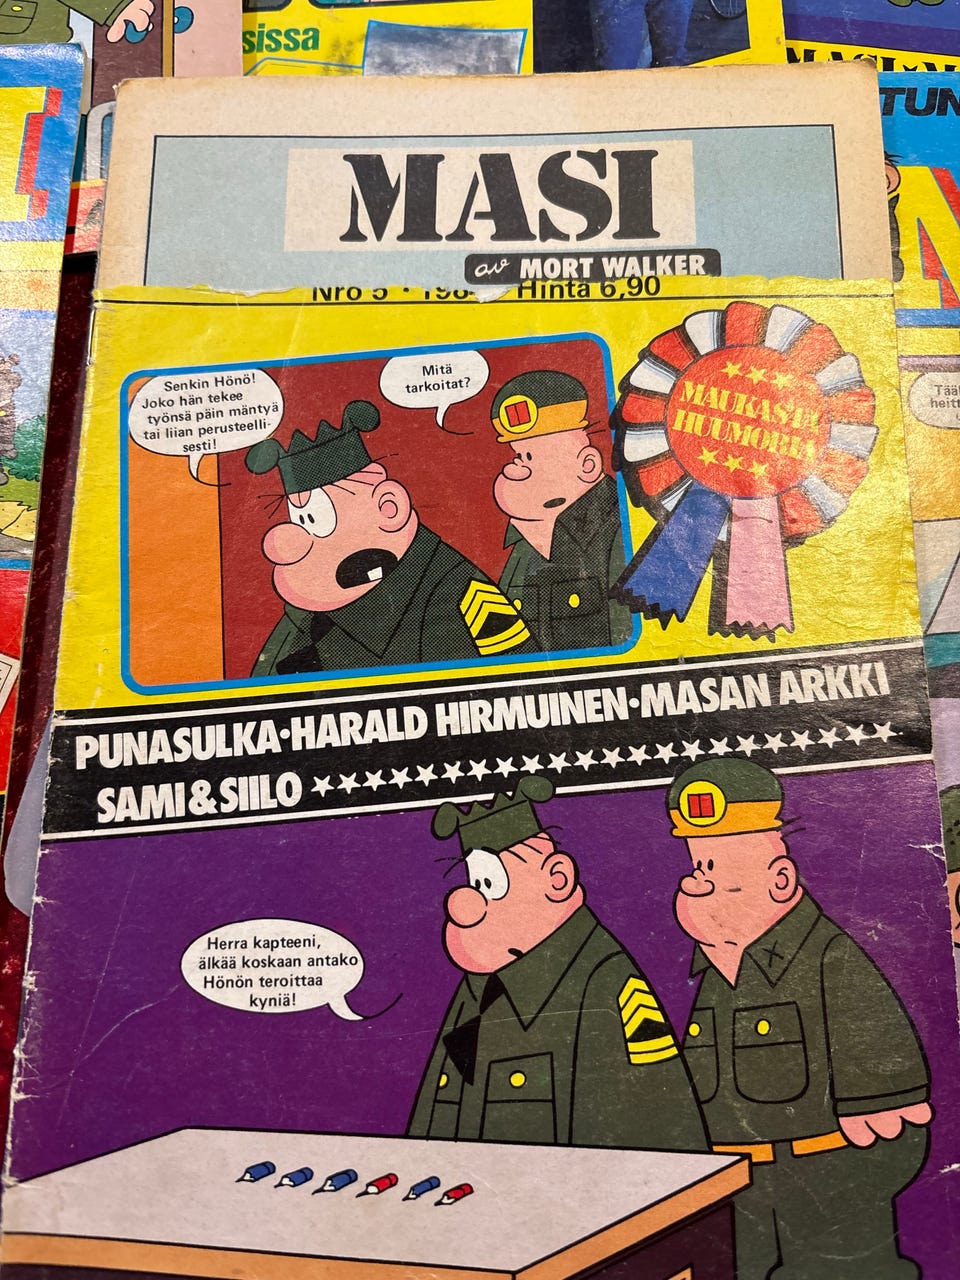 sissa
MASI
av MORT WALKER
Nro 5 · 198 Hinta 6,90
Senkin Hönö!
Joko hän tekee
työnsä päin mäntyä
tai liian perusteelli-
sesti!
Mitä
tarkoitat?
MAUKASTA
HUUMORIA
PUNASULKA·HARALD HIRMUINEN·MASAN ARKKI
SAMI & SIILO
Herra kapteeni,
älkää koskaan antako
Hönön teroittaa
kyniä!